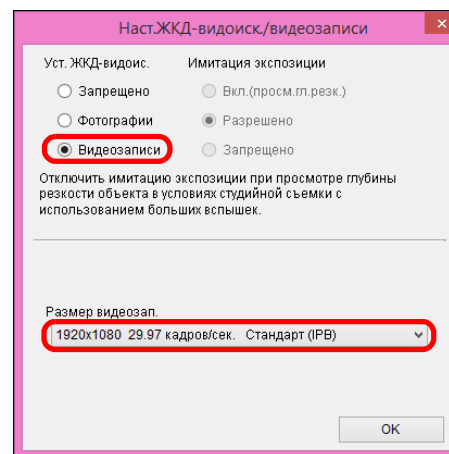 Наст.ЖКД-видоиск./видеозаписи
Уст. ЖКД-видоис.
Имитация экспозиции
Запрещено
Вкл.(просм.гл.резк.)
Фотографии
Разрешено
Видеозаписи
Запрещено
Отключить имитацию экспозиции при просмотре глубины
резкости объекта в условиях студийной съемки с
использованием больших вспышек.
Размер видеозап.
1920x1080 29.97 кадров/сек. Стандарт (IPB)
OK